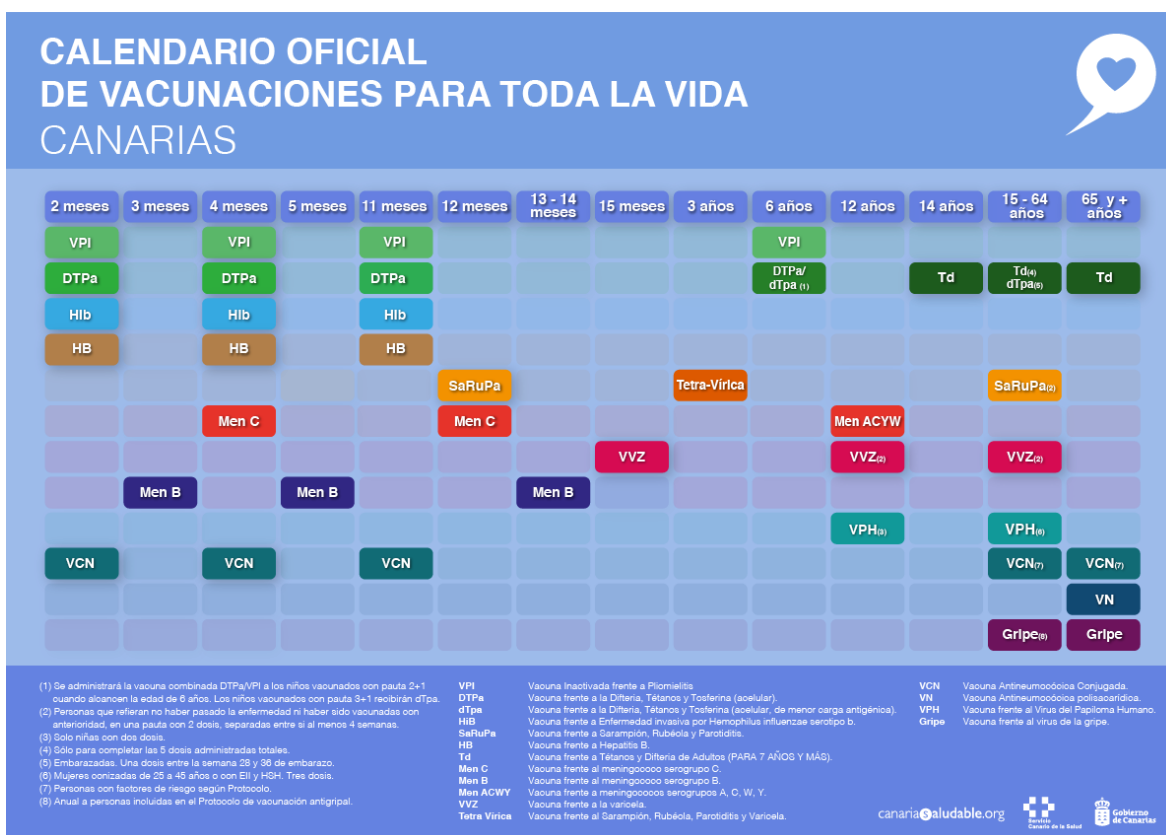 CALENDARIO OFICIAL
DE VACUNACIONES PARA TODA LA VIDA
CANARIAS
2 meses 3 meses 4 meses 5 meses 11 meses 12 meses 13 - 14 meses 15 meses 3 años 6 años 12 años 14 años 15 - 64 años 65 y + años
VPI VPI VPI VPI
DTPa DTPa DTPa DTPa/ dTpa (1) Td Td(4) dTpa(5) Td
HIb HIb HIb
HB HB HB
SaRuPa Tetra-Vírica SaRuPa(2)
Men C Men C Men ACYW
VVZ VVZ(2) VVZ(2)
Men B Men B Men B
VPH(3) VPH(6)
VCN VCN VCN VCN(7) VCN(7)
VN
Gripe(8) Gripe
(1) Se administrará la vacuna combinada DTPa/VPI a los niños vacunados con pauta 2+1
cuando alcancen la edad de 6 años. Los niños vacunados con pauta 3+1 recibirán dTpa.
(2) Personas que refieran no haber pasado la enfermedad ni haber sido vacunadas con
anterioridad, en una pauta con 2 dosis, separadas entre si al menos 4 semanas.
(3) Solo niñas con dos dosis.
(4) Sólo para completar las 5 dosis administradas totales.
(5) Embarazadas. Una dosis entre la semana 28 y 36 de embarazo.
(6) Mujeres conizadas de 25 a 45 años o con EII y HSH. Tres dosis.
(7) Personas con factores de riesgo según Protocolo.
(8) Anual a personas incluidas en el Protocolo de vacunación antigripal.
VPI Vacuna Inactivada frente a Pliomielitis
DTPa Vacuna frente a la Difteria, Tétanos y Tosferina (acelular).
dTpa Vacuna frente a la Difteria, Tétanos y Tosferina (acelular, de menor carga antigénica).
HiB Vacuna frente a Enfermedad invasiva por Hemophilus influenzae serotipo b.
SaRuPa Vacuna frente a Sarampión, Rubéola y Parotiditis.
HB Vacuna frente a Hepatitis B.
Td Vacuna frente a Tétanos y Difteria de Adultos (PARA 7 AÑOS Y MÁS).
Men C Vacuna frente al meningococo serogrupo C.
Men B Vacuna frente al meningococo serogrupo B.
Men ACWY Vacuna frente a meningococos serogrupos A, C, W, Y.
VVZ Vacuna frente a la varicela.
Tetra Vírica Vacuna frente al Sarampión, Rubéola, Parotiditis y Varicela.
VCN Vacuna Antineumocócica Conjugada.
VN Vacuna Antineumocócica polisacarídica.
VPH Vacuna frente al Virus del Papiloma Humano.
Gripe Vacuna frente al virus de la gripe.
canariaSaludable.org
Servicio
Canario de la Salud
Gobierno
de Canarias